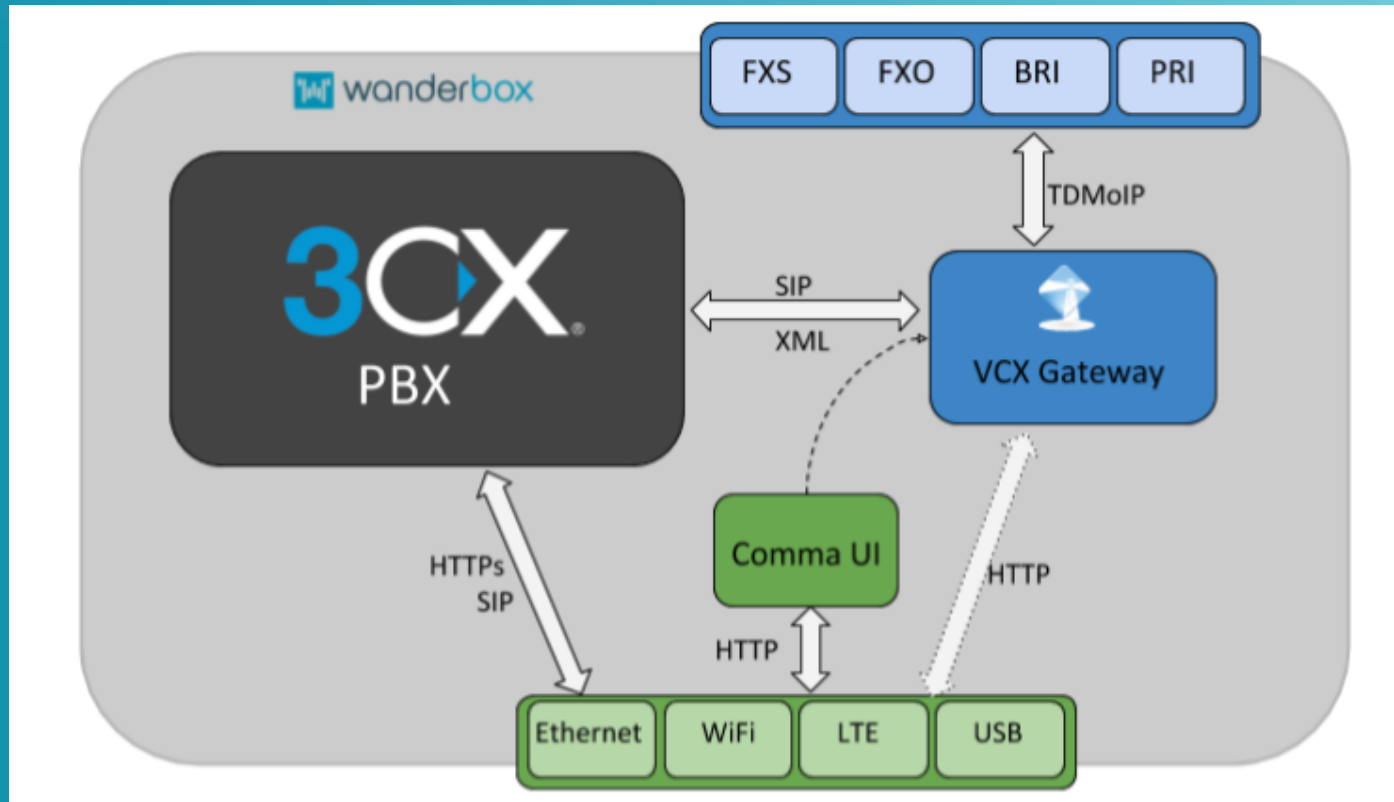 FXS FXO BRI PRI
wanderbox
TDMoIP
3CX®
PBX
SIP
XML
VCX Gateway
Comma UI
HTTPs
SIP
HTTP
HTTP
Ethernet WiFi LTE USB